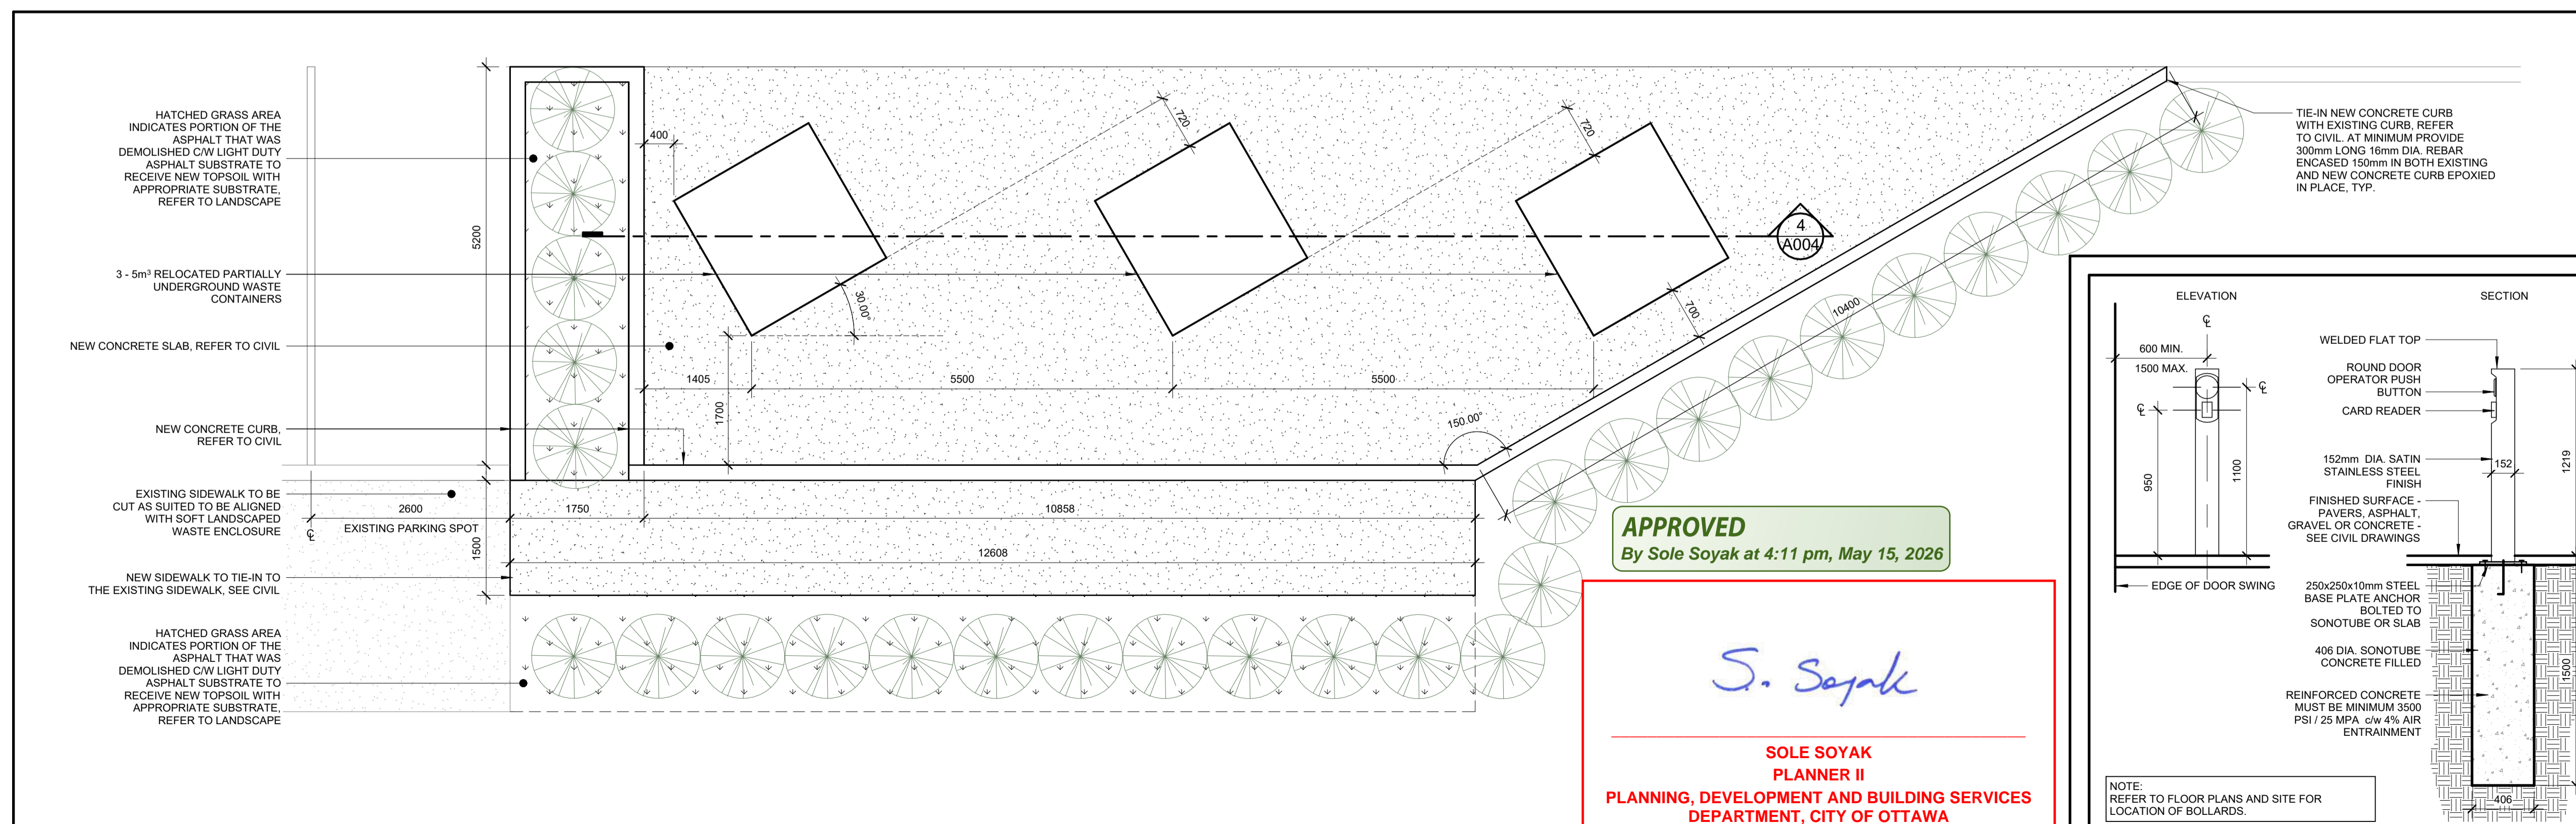 HATCHED GRASS AREA
INDICATES PORTION OF THE
ASPHALT THAT WAS
DEMOLISHED C/W LIGHT DUTY
ASPHALT SUBSTRATE TO
RECEIVE NEW TOPSOIL WITH
APPROPRIATE SUBSTRATE,
REFER TO LANDSCAPE
3 - 5m³ RELOCATED PARTIALLY
UNDERGROUND WASTE
CONTAINERS
NEW CONCRETE SLAB, REFER TO CIVIL
NEW CONCRETE CURB,
REFER TO CIVIL
EXISTING SIDEWALK TO BE
CUT AS SUITED TO BE ALIGNED
WITH SOFT LANDSCAPED
WASTE ENCLOSURE
NEW SIDEWALK TO TIE-IN TO
THE EXISTING SIDEWALK, SEE CIVIL
HATCHED GRASS AREA
INDICATES PORTION OF THE
ASPHALT THAT WAS
DEMOLISHED C/W LIGHT DUTY
ASPHALT SUBSTRATE TO
RECEIVE NEW TOPSOIL WITH
APPROPRIATE SUBSTRATE,
REFER TO LANDSCAPE
5200
400
720
720
700
30.00°
1405
5500
5500
1700
150.00°
10400
4
A004
2600
EXISTING PARKING SPOT
℄
1750
10858
1500
12608
TIE-IN NEW CONCRETE CURB
WITH EXISTING CURB, REFER
TO CIVIL. AT MINIMUM PROVIDE
300mm LONG 16mm DIA. REBAR
ENCASED 150mm IN BOTH EXISTING
AND NEW CONCRETE CURB EPOXIED
IN PLACE, TYP.
APPROVED
By Sole Soyak at 4:11 pm, May 15, 2026
S. Soyak
SOLE SOYAK
PLANNER II
PLANNING, DEVELOPMENT AND BUILDING SERVICES
DEPARTMENT, CITY OF OTTAWA
ELEVATION
℄
600 MIN.
1500 MAX.
℄
℄
950
1100
EDGE OF DOOR SWING
SECTION
WELDED FLAT TOP
ROUND DOOR
OPERATOR PUSH
BUTTON
CARD READER
152mm DIA. SATIN
STAINLESS STEEL
FINISH
FINISHED SURFACE -
PAVERS, ASPHALT,
GRAVEL OR CONCRETE -
SEE CIVIL DRAWINGS
250x250x10mm STEEL
BASE PLATE ANCHOR
BOLTED TO
SONOTUBE OR SLAB
406 DIA. SONOTUBE
CONCRETE FILLED
REINFORCED CONCRETE
MUST BE MINIMUM 3500
PSI / 25 MPA c/w 4% AIR
ENTRAINMENT
152
1219
1500
406
NOTE:
REFER TO FLOOR PLANS AND SITE FOR
LOCATION OF BOLLARDS.